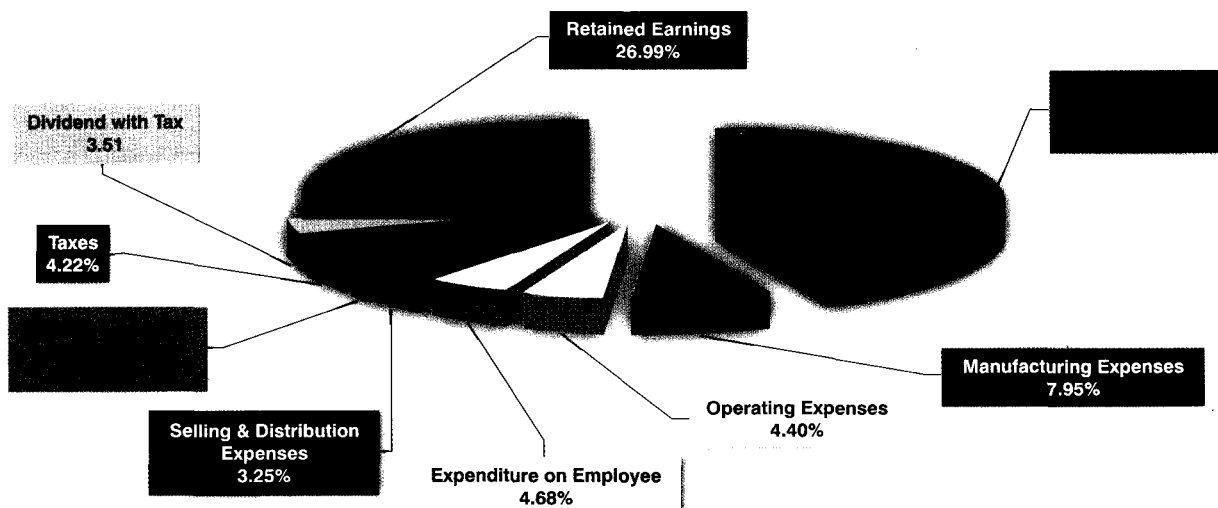 Retained Earnings
26.99%
Dividend with Tax
3.51
Taxes
4.22%
Manufacturing Expenses
7.95%
Operating Expenses
4.40%
Selling & Distribution
Expenses
3.25%
Expenditure on Employee
4.68%